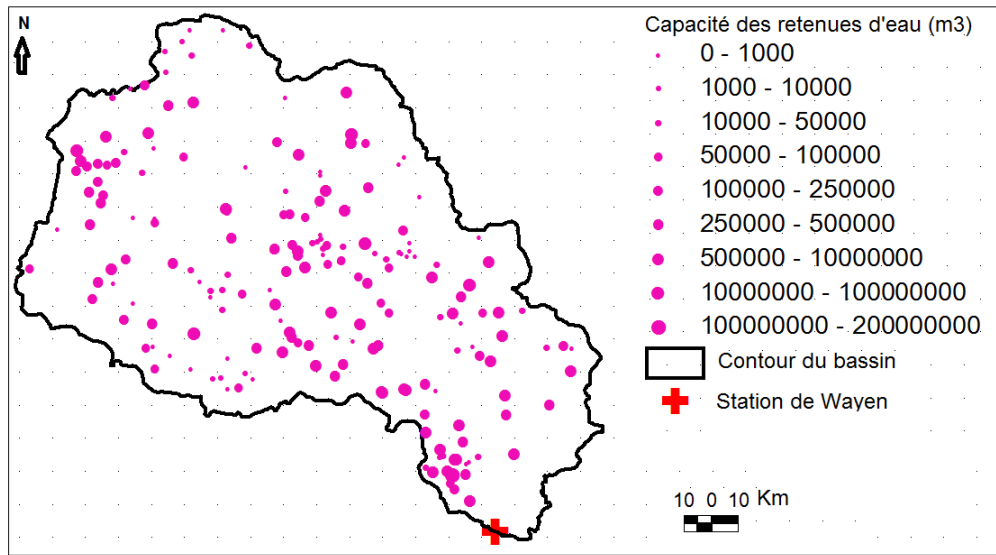 N
Capacité des retenues d'eau (m3)
0 - 1000
1000 - 10000
10000 - 50000
50000 - 100000
100000 - 250000
250000 - 500000
500000 - 10000000
10000000 - 100000000
100000000 - 200000000
Contour du bassin
Station de Wayen
10 0 10 Km